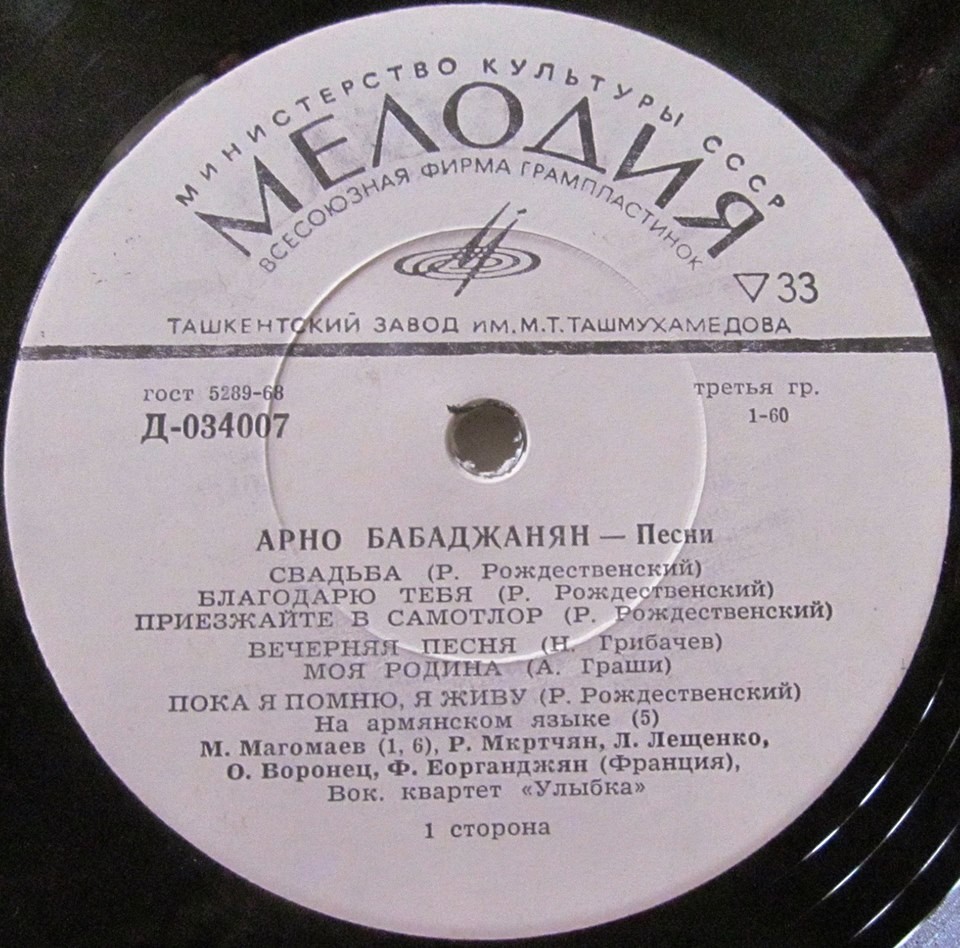 МИНИСТЕРСТВО КУЛЬТУРЫ СССР
МЕЛОДИЯ
ВСЕСОЮЗНАЯ ФИРМА ГРАМПЛАСТИНОК
▽33
ТАШКЕНТСКИЙ ЗАВОД ИМ. М. Т. ТАШМУХАМЕДОВА
гост 5289-68
третья гр.
Д-034007
1-60
АРНО БАБАДЖАНЯН — Песни
СВАДЬБА (Р. Рождественский)
БЛАГОДАРЮ ТЕБЯ (Р. Рождественский)
ПРИЕЗЖАЙТЕ В САМОТЛОР (Р. Рождественский)
ВЕЧЕРНЯЯ ПЕСНЯ (Н. Грибачев)
МОЯ РОДИНА (А. Граши)
ПОКА Я ПОМНЮ, Я ЖИВУ (Р. Рождественский)
На армянском языке (5)
М. Магомаев (1, 6), Р. Мкртчян, Л. Лещенко,
О. Воронец, Ф. Еорганджян (Франция),
Вок. квартет «Улыбка»
1 сторона